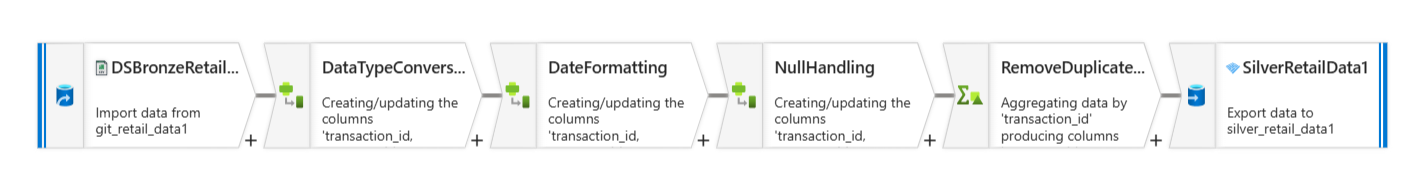 DSBronzeRetail...
Import data from
git_retail_data1
+
DataTypeConvers...
Creating/updating the
columns
'transaction_id,
+
DateFormatting
Creating/updating the
columns
'transaction_id,
+
NullHandling
Creating/updating the
columns
'transaction_id,
+
RemoveDuplicate...
Aggregating data by
'transaction_id'
producing columns
+
SilverRetailData1
Export data to
silver_retail_data1